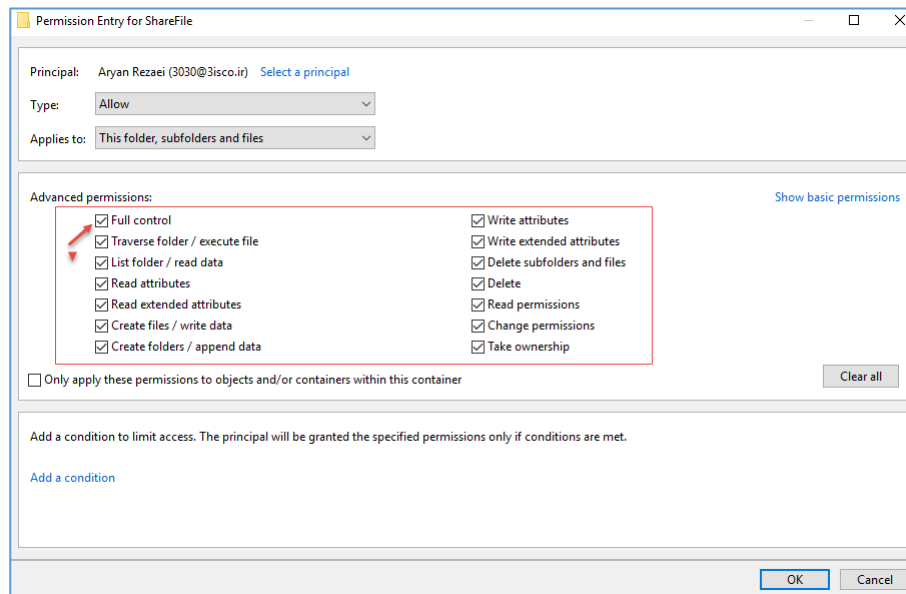 Permission Entry for ShareFile
Principal: Aryan Rezaei (3030@3isco.ir) Select a principal
Type: Allow
Applies to: This folder, subfolders and files
Advanced permissions: Show basic permissions
Full control Write attributes
Traverse folder / execute file Write extended attributes
List folder / read data Delete subfolders and files
Read attributes Delete
Read extended attributes Read permissions
Create files / write data Change permissions
Create folders / append data Take ownership
Only apply these permissions to objects and/or containers within this container
Clear all
Add a condition to limit access. The principal will be granted the specified permissions only if conditions are met.
Add a condition
OK Cancel